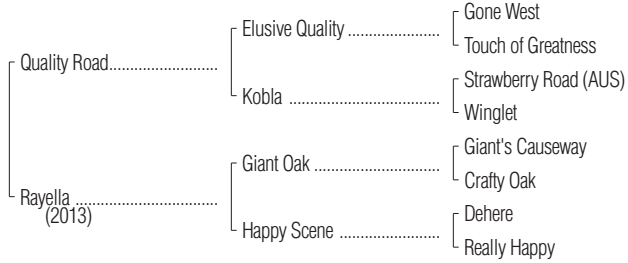 Gone West
Elusive Quality
Touch of Greatness
Quality Road
Strawberry Road (AUS)
Kobla
Winglet
Giant's Causeway
Giant Oak
Crafty Oak
Rayella
(2013)
Dehere
Happy Scene
Really Happy